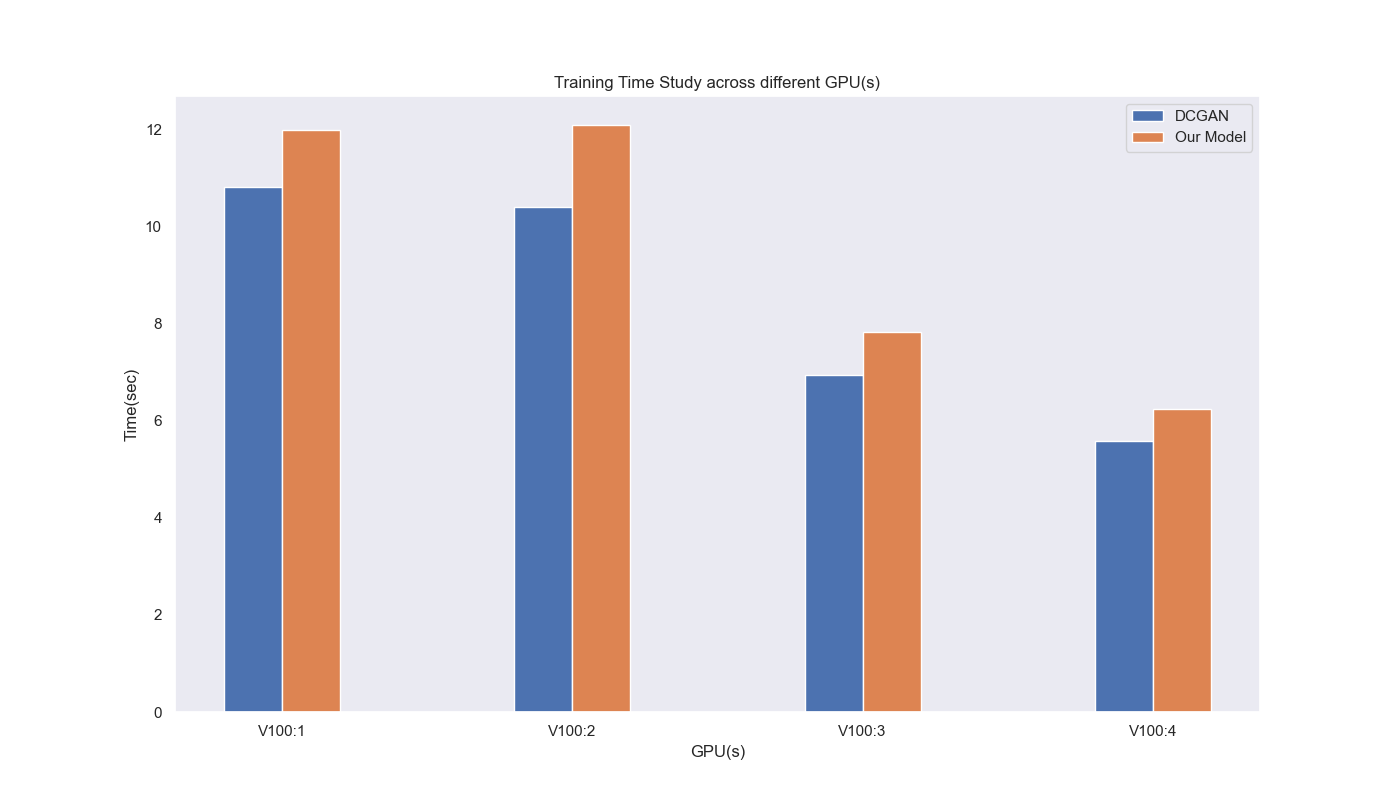 Training Time Study across different GPU(s)
DCGAN
Our Model
Time(sec)
12
10
8
6
4
2
0
V100:1 V100:2 V100:3 V100:4
GPU(s)